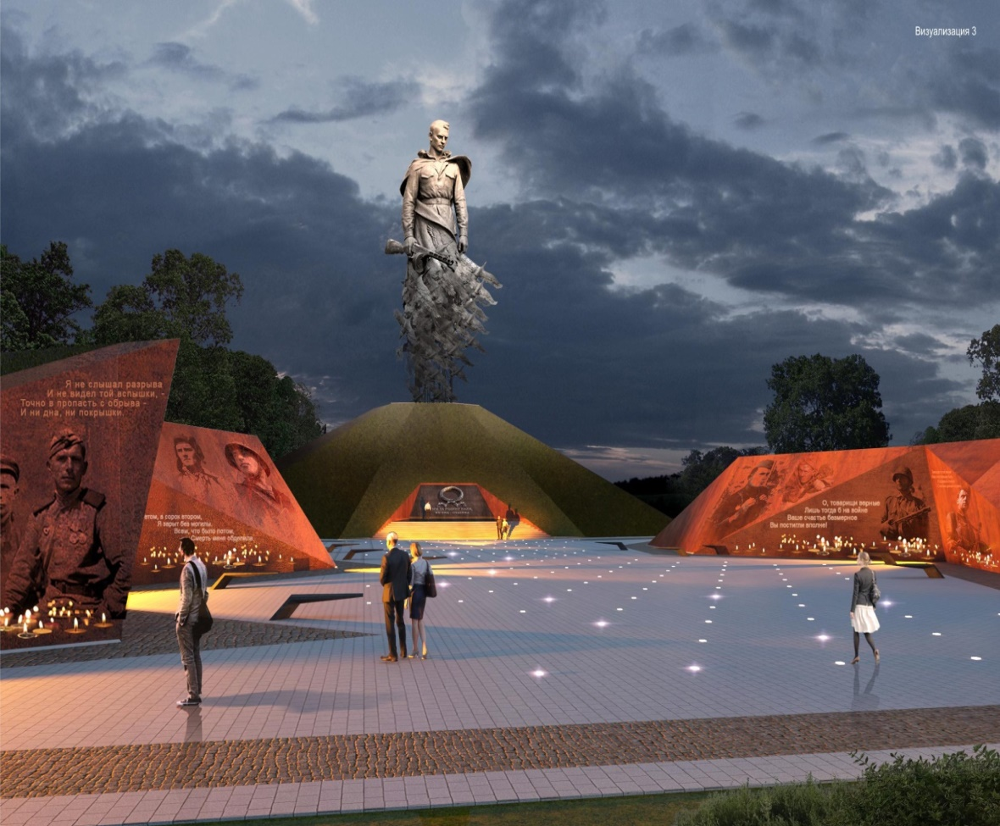 Визуализация 3
Я не слышал разрыва
И не видел той вспышки, -
Точно в пропасть с обрыва -
И ни дна, ни покрышки.
етом, в сорок втором,
Я зарыт без могилы.
Всем, что было потом,
Смерть меня обделила.
О, товарищи верные
Лишь тогда б на войне
Ваше счастье безмерное
Вы постигли вполне!